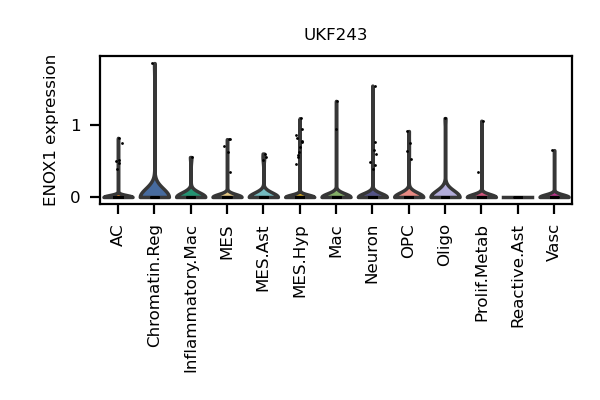 UKF243
ENOX1 expression
1
0
AC
Chromatin.Reg
Inflammatory.Mac
MES
MES.Ast
MES.Hyp
Mac
Neuron
OPC
Oligo
Prolif.Metab
Reactive.Ast
Vasc